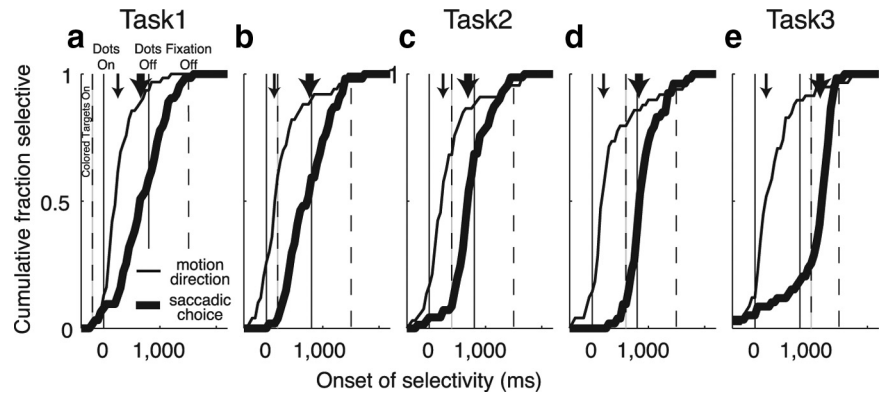 Task1
Task2
Task3
a
b
c
d
e
Dots On
Dots Off
Fixation Off
Colored Targets On
Cumulative fraction selective
1
0.5
0
1
motion direction
saccadic choice
0 1,000
0 1,000
0 1,000
0 1,000
0 1,000
Onset of selectivity (ms)